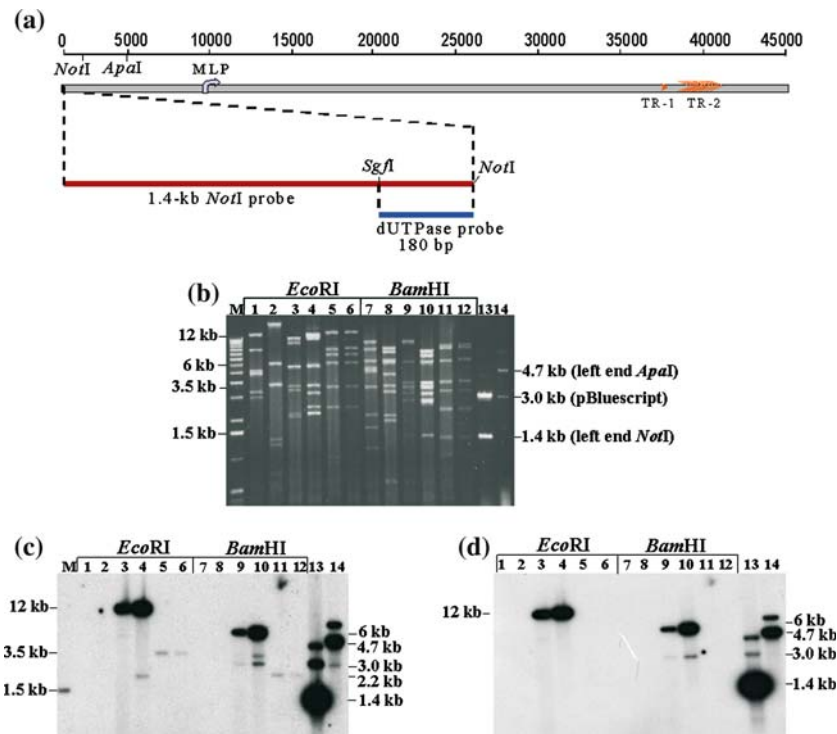 (a)
0 5000 10000 15000 20000 25000 30000 40000 45000
NotI ApaI MLP
TR-1 TR-2
SgfI NotI
1.4-kb NotI probe
dUTPase probe
180 bp
(b) EcoRI BamHI
M 1 2 3 4 5 6 7 8 9 10 11 12 13 14
12 kb
6 kb
3.5 kb
1.5 kb
4.7 kb (left end ApaI)
3.0 kb (pBluescript)
1.4 kb (left end NotI)
(c) EcoRI BamHI
M 1 2 3 4 5 6 7 8 9 10 11 12 13 14
12 kb
3.5 kb
1.5 kb
6 kb
4.7 kb
3.0 kb
2.2 kb
1.4 kb
(d) EcoRI BamHI
1 2 3 4 5 6 7 8 9 10 11 12 13 14
12 kb
6 kb
4.7 kb
3.0 kb
1.4 kb